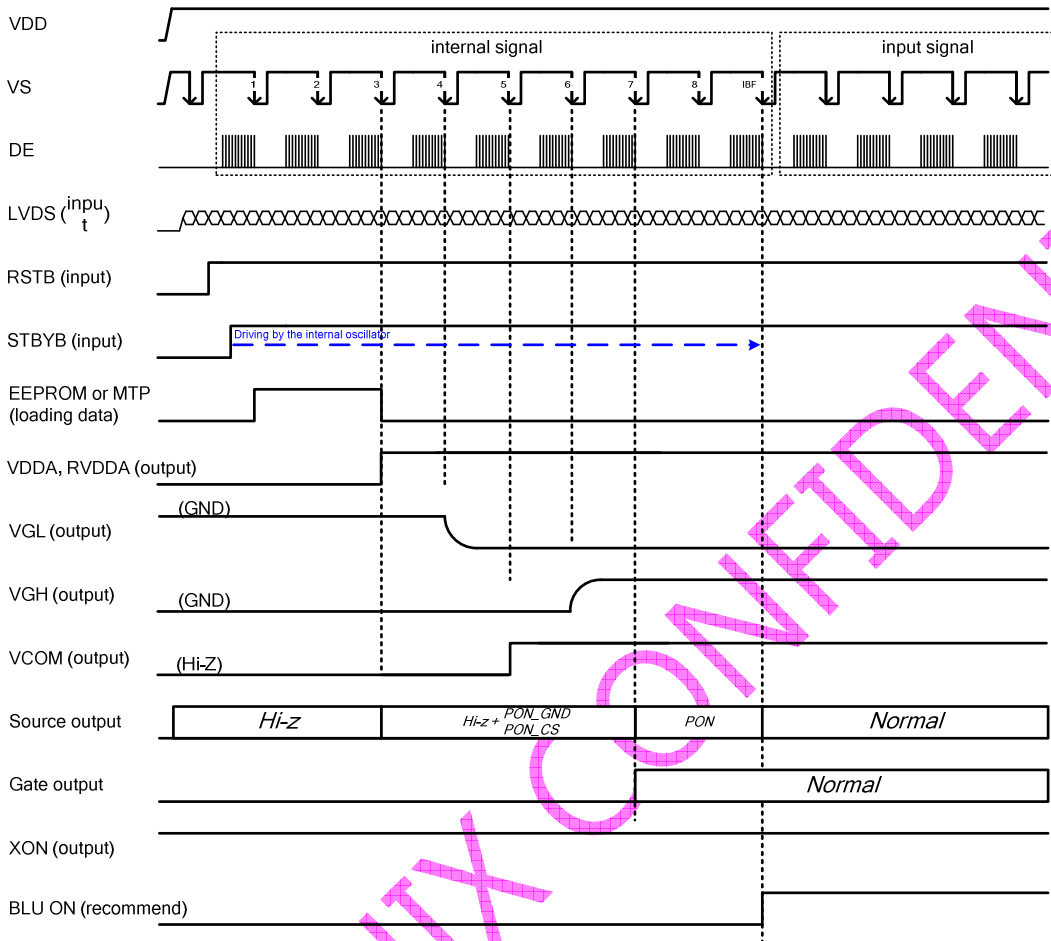 VDD
internal signal
input signal
VS
1 2 3 4 5 6 7 8 IBF
DE
LVDS (input)
RSTB (input)
STBYB (input)
Driving by the internal oscillator
EEPROM or MTP
(loading data)
VDDA, RVDDA (output)
(GND)
VGL (output)
VGH (output)
(GND)
VCOM (output)
(Hi-Z)
Source output
Hi-z
Hi-z + PON_GND
PON_CS
PON
Normal
Gate output
Normal
XON (output)
BLU ON (recommend)
IX CONFIDEN